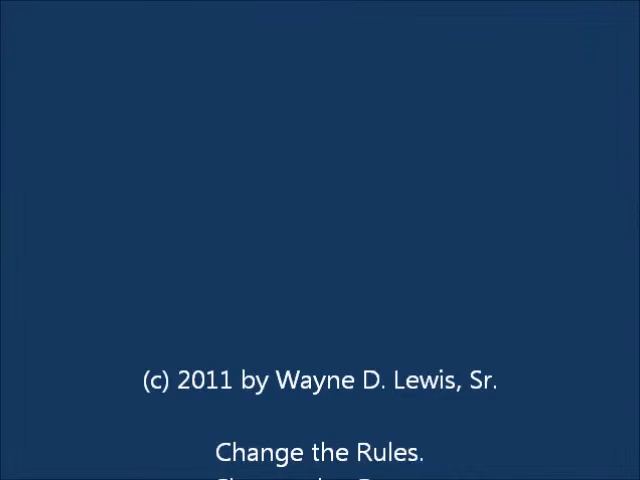 (c) 2011 by Wayne D. Lewis, Sr.
Change the Rules.